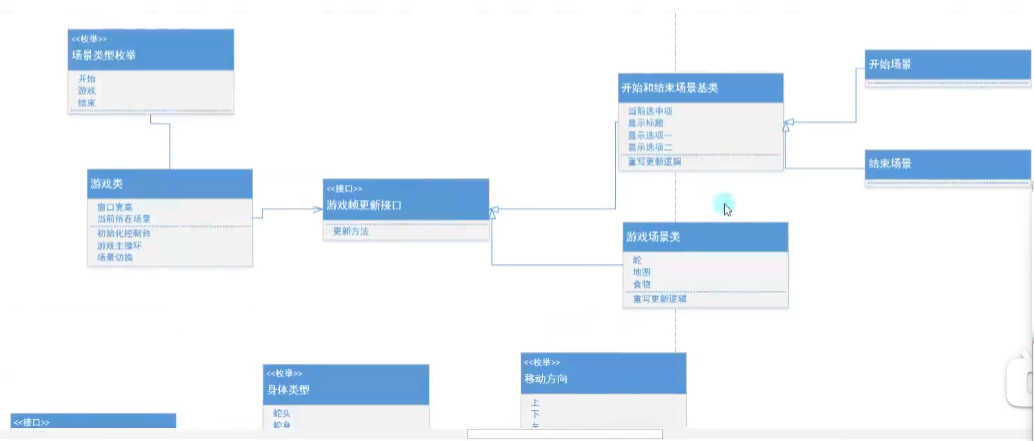 <<枚举>>
场景类型枚举
开始
游戏
结束
游戏类
窗口宽高
当前所在场景
初始化控制台
游戏主循环
场景切换
<<接口>>
游戏帧更新接口
更新方法
开始和结束场景基类
当前选中项
显示标题
显示选项一
显示选项二
重写更新逻辑
开始场景
结束场景
游戏场景类
蛇
地图
食物
重写更新逻辑
<<枚举>>
身体类型
蛇头
蛇身
<<枚举>>
移动方向
上
下
左
<<接口>>